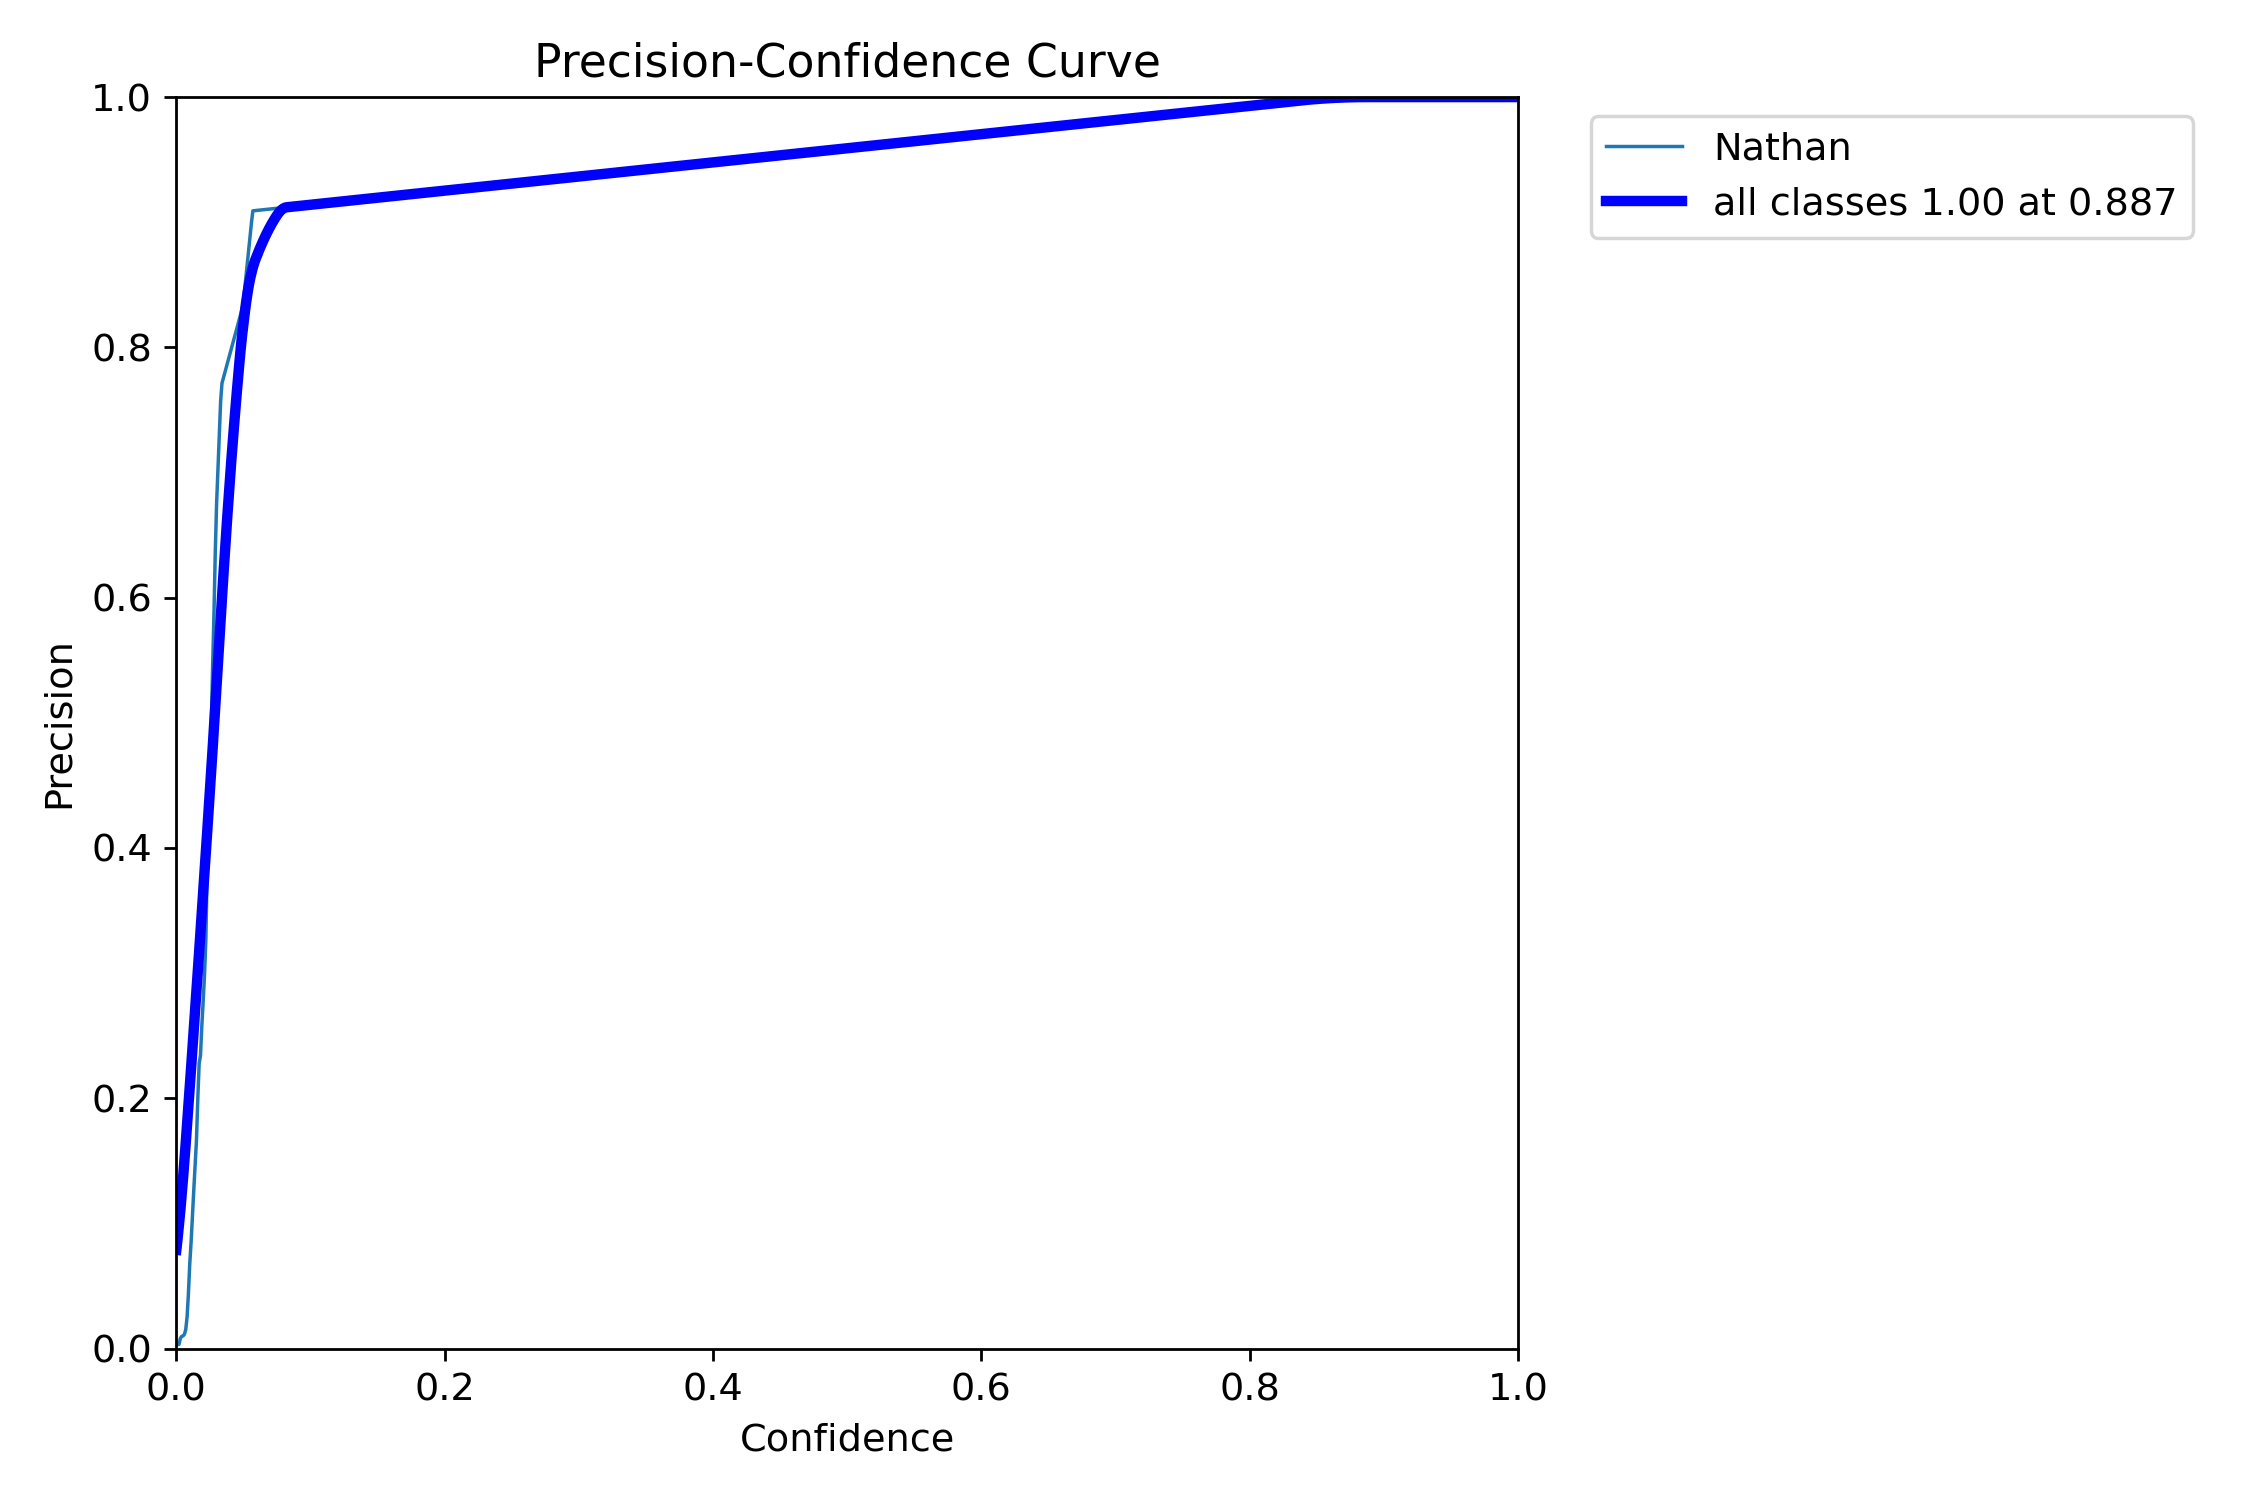 Precision-Confidence Curve
1.0
0.8
0.6
0.4
0.2
0.0
Precision
0.0 0.2 0.4 0.6 0.8 1.0
Confidence
Nathan
all classes 1.00 at 0.887